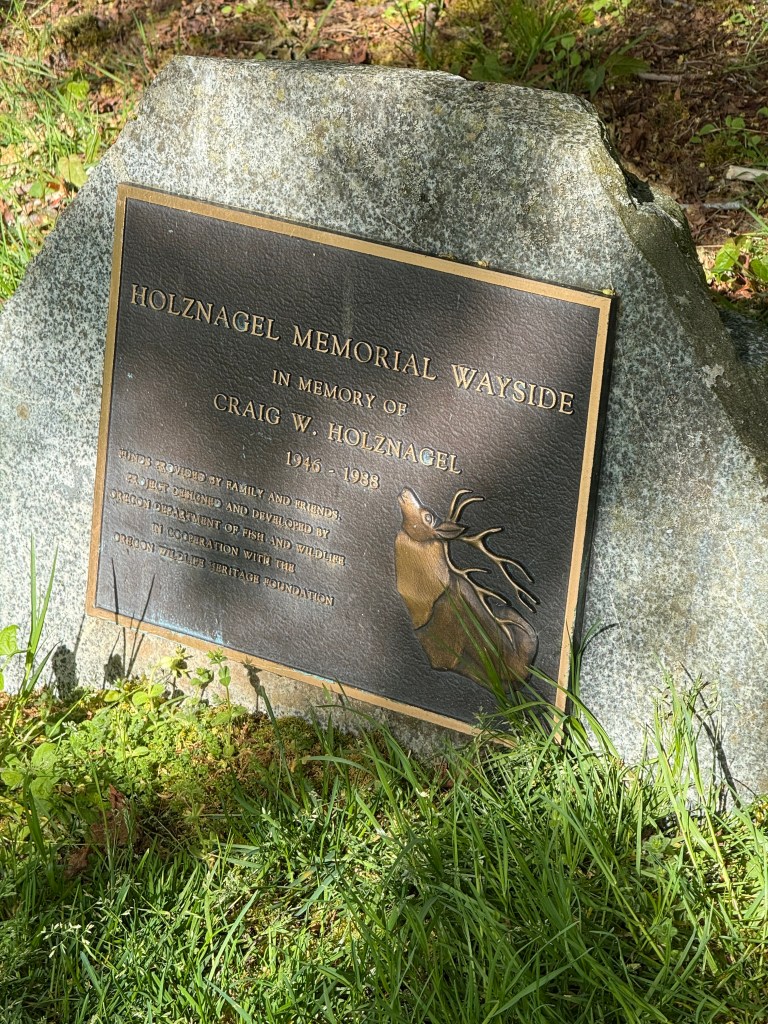 HOLZNAGEL MEMORIAL WAYSIDE
IN MEMORY OF
CRAIG W. HOLZNAGEL
1946 - 1988
FUNDS PROVIDED BY FAMILY AND FRIENDS.
PROJECT DESIGNED AND DEVELOPED BY
OREGON DEPARTMENT OF FISH AND WILDLIFE
IN COOPERATION WITH THE
OREGON WILDLIFE HERITAGE FOUNDATION